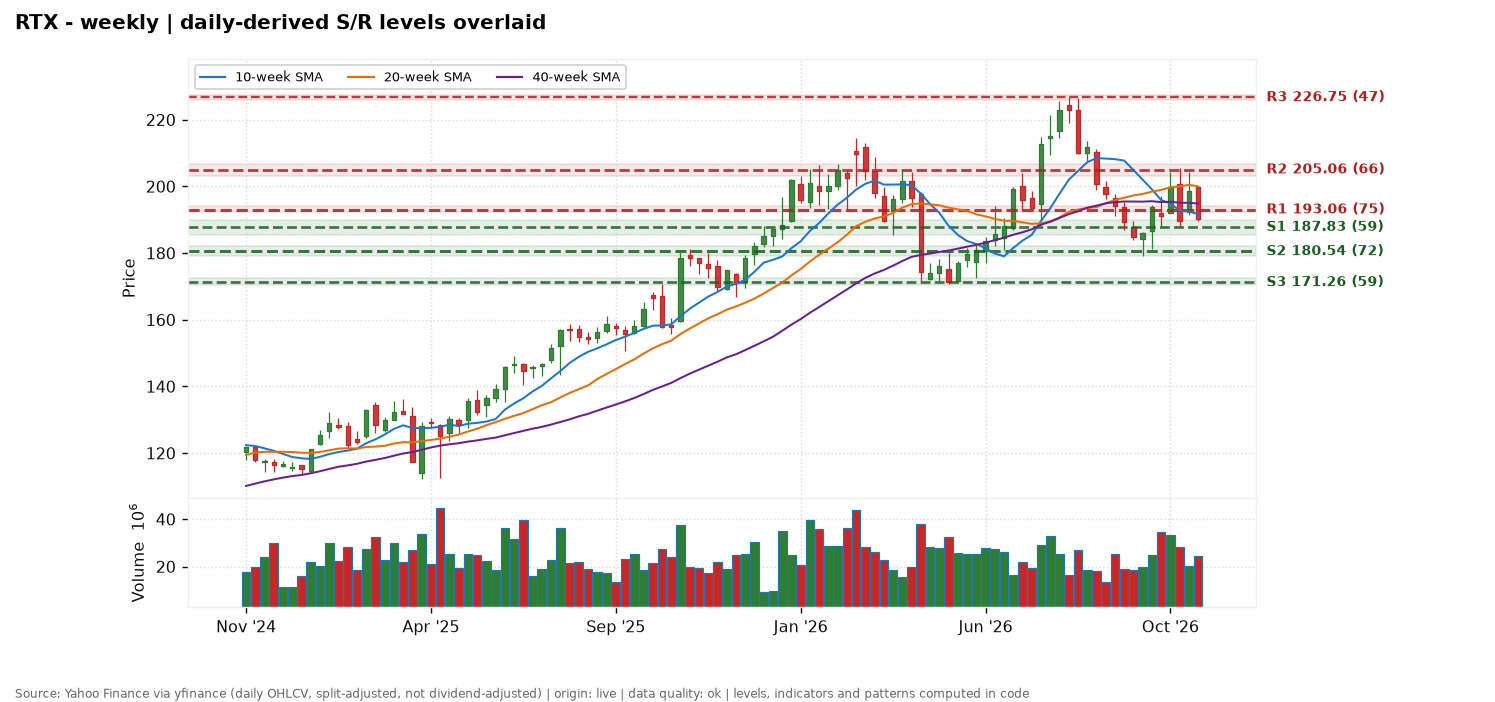 RTX - weekly | daily-derived S/R levels overlaid
10-week SMA
20-week SMA
40-week SMA
R3 226.75 (47)
R2 205.06 (66)
R1 193.06 (75)
S1 187.83 (59)
S2 180.54 (72)
S3 171.26 (59)
Price
220
200
180
160
140
120
Volume 10⁶
40
20
Nov '24
Apr '25
Sep '25
Jan '26
Jun '26
Oct '26
Source: Yahoo Finance via yfinance (daily OHLCV, split-adjusted, not dividend-adjusted) | origin: live | data quality: ok | levels, indicators and patterns computed in code